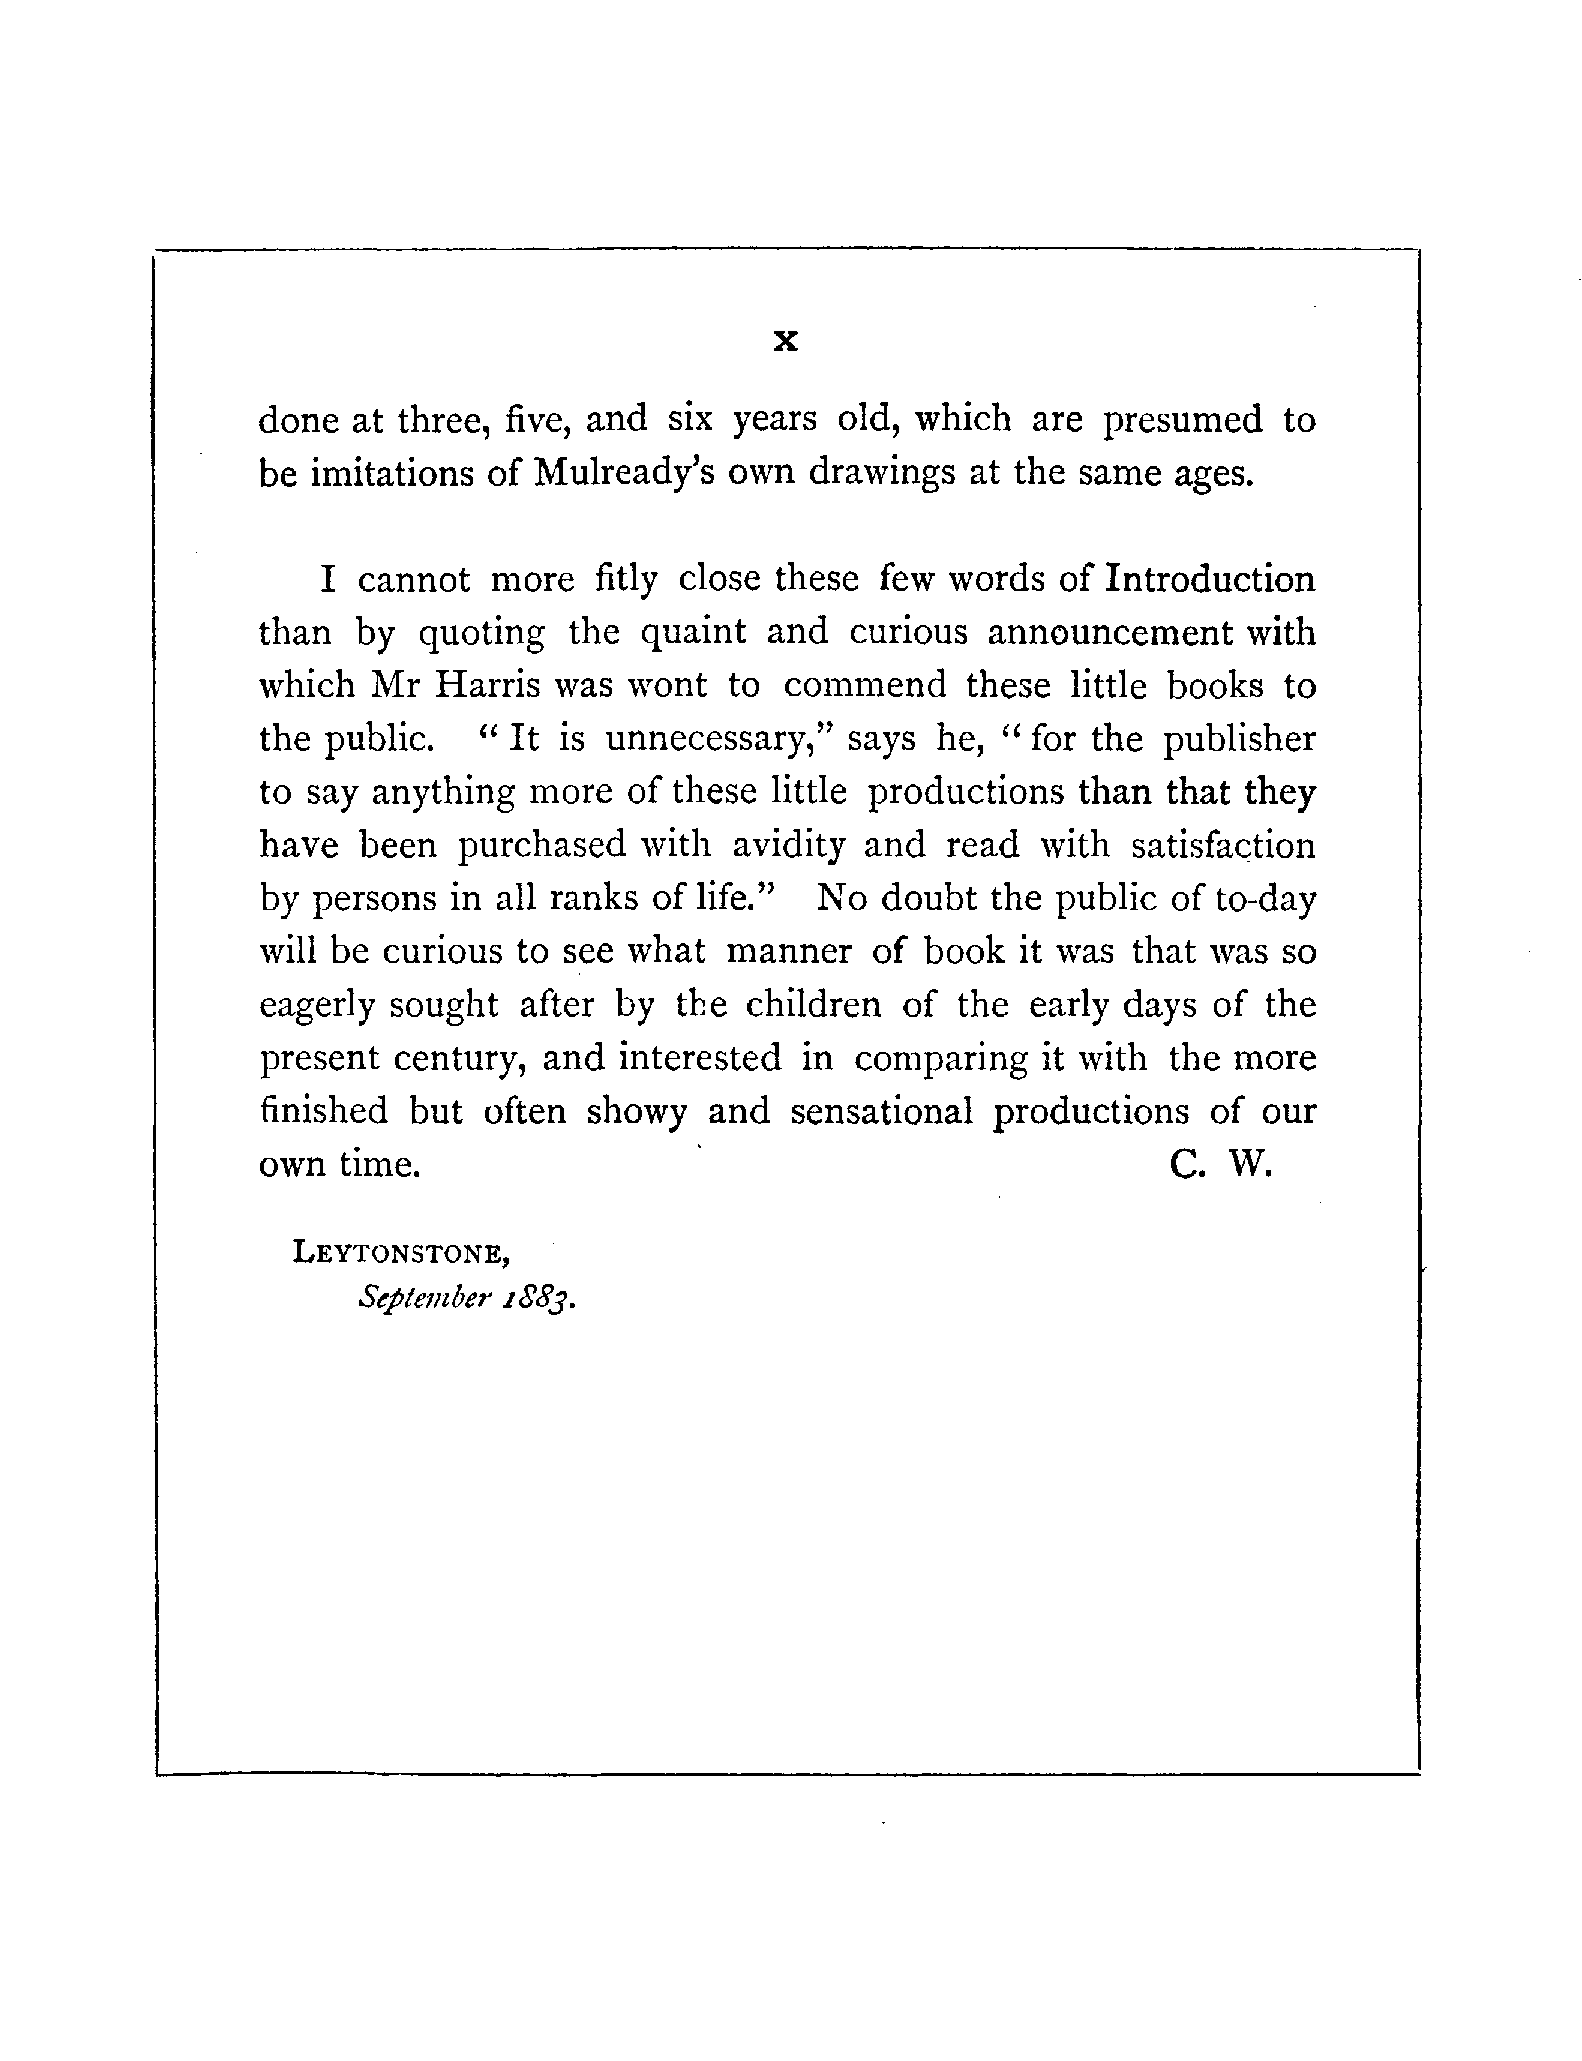 x
done at three, five, and six years old, which are presumed to
be imitations of Mulready's own drawings at the same ages.
I cannot more fitly close these few words of Introduction
than by quoting the quaint and curious announcement with
which Mr Harris was wont to commend these little books to
the public. "It is unnecessary," says he, "for the publisher
to say anything more of these little productions than that they
have been purchased with avidity and read with satisfaction
by persons in all ranks of life." No doubt the public of to-day
will be curious to see what manner of book it was that was so
eagerly sought after by the children of the early days of the
present century, and interested in comparing it with the more
finished but often showy and sensational productions of our
own time. C. W.
LEYTONSTONE,
September 1883.